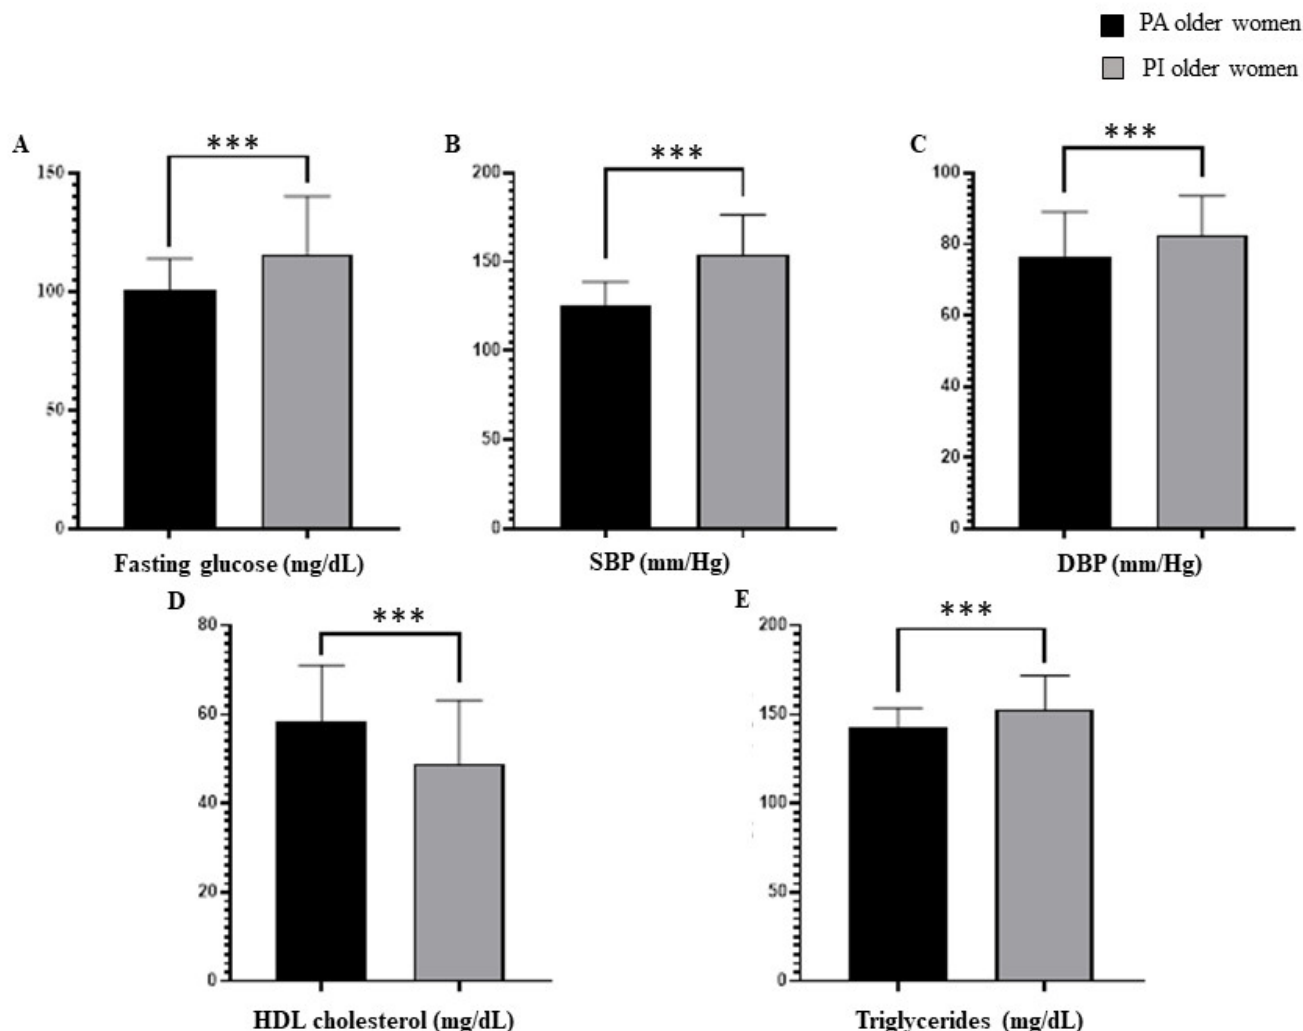 PA older women
PI older women
A
***
150
100
50
0
Fasting glucose (mg/dL)
B
***
200
150
100
50
0
SBP (mm/Hg)
C
***
100
80
60
40
20
0
DBP (mm/Hg)
D
***
80
60
40
20
0
HDL cholesterol (mg/dL)
E
***
200
150
100
50
0
Triglycerides (mg/dL)